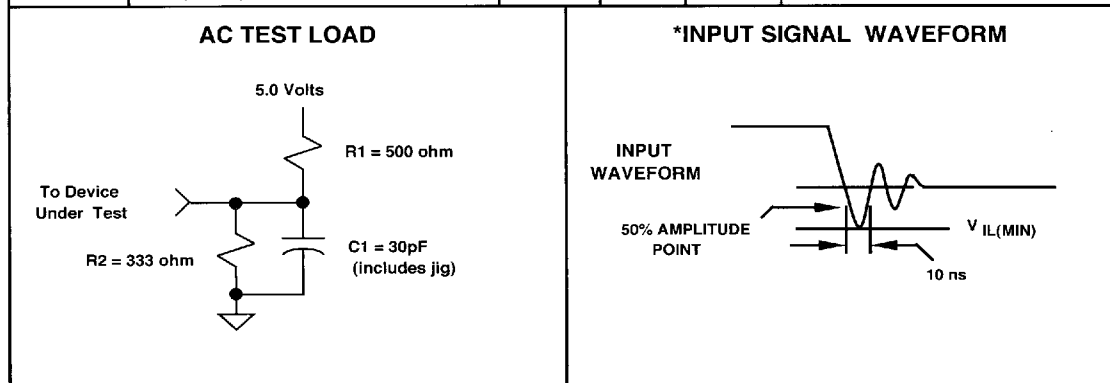 AC TEST LOAD
5.0 Volts
R1 = 500 ohm
To Device
Under Test
R2 = 333 ohm
C1 = 30pF
(includes jig)
*INPUT SIGNAL WAVEFORM
INPUT
WAVEFORM
50% AMPLITUDE
POINT
V IL(MIN)
10 ns